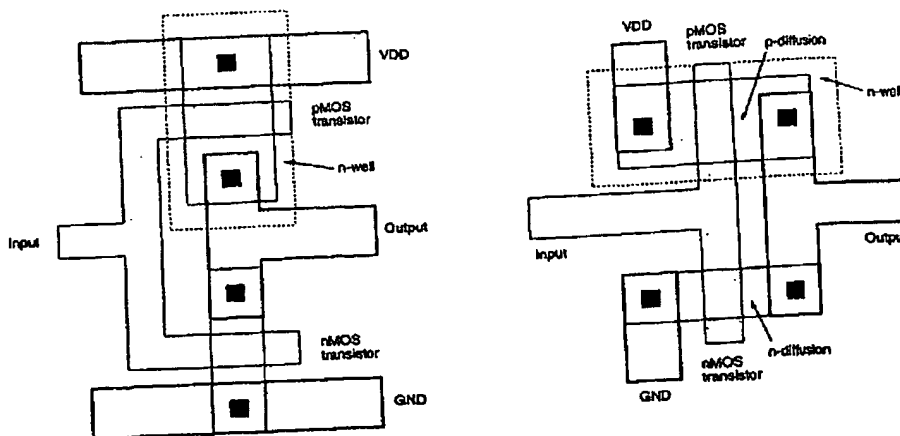 VDD
pMOS
transistor
n-well
Input
Output
nMOS
transistor
GND
VDD
pMOS
transistor
p-diffusion
n-well
Input
Outpu
n-diffusion
nMOS
transistor
GND